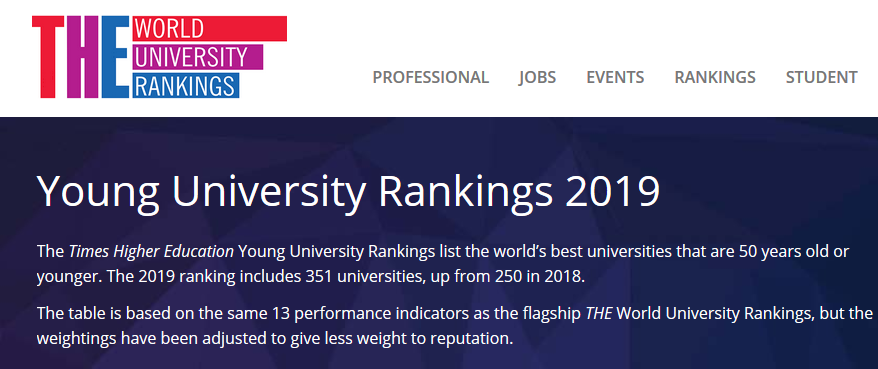 THE WORLD
UNIVERSITY
RANKINGS
PROFESSIONAL JOBS EVENTS RANKINGS STUDENT
Young University Rankings 2019
The Times Higher Education Young University Rankings list the world’s best universities that are 50 years old or
younger. The 2019 ranking includes 351 universities, up from 250 in 2018.
The table is based on the same 13 performance indicators as the flagship THE World University Rankings, but the
weightings have been adjusted to give less weight to reputation.